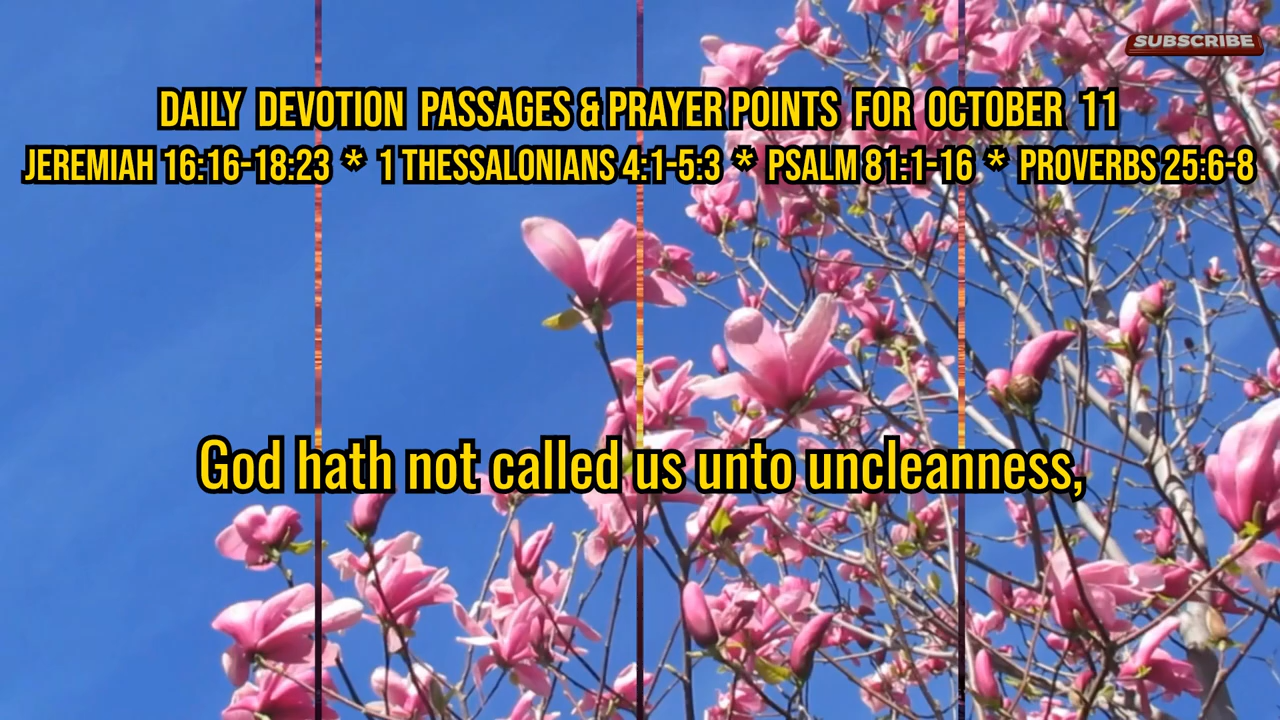 SUBSCRIBE
DAILY DEVOTION PASSAGES & PRAYER POINTS FOR OCTOBER 11
JEREMIAH 16:16-18:23 * 1 THESSALONIANS 4:1-5:3 * PSALM 81:1-16 * PROVERBS 25:6-8
God hath not called us unto uncleanness,